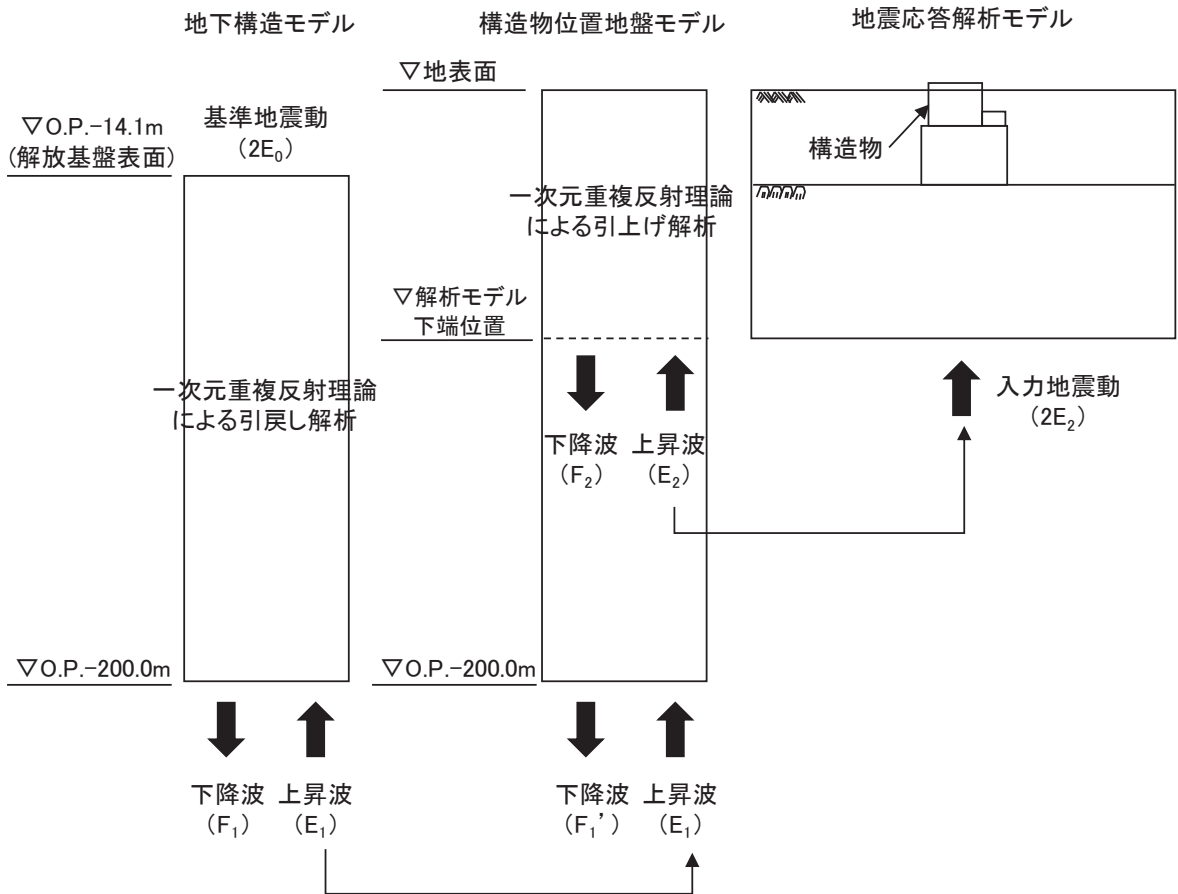 地下構造モデル
▽O.P.-14.1m
(解放基盤表面)
基準地震動
(2E₀)
一次元重複反射理論
による引戻し解析
▽O.P.-200.0m
下降波
(F₁)
上昇波
(E₁)
構造物位置地盤モデル
▽地表面
一次元重複反射理論
による引上げ解析
▽解析モデル
下端位置
下降波
(F₂)
上昇波
(E₂)
▽O.P.-200.0m
下降波
(F₁')
上昇波
(E₁)
地震応答解析モデル
構造物
入力地震動
(2E₂)